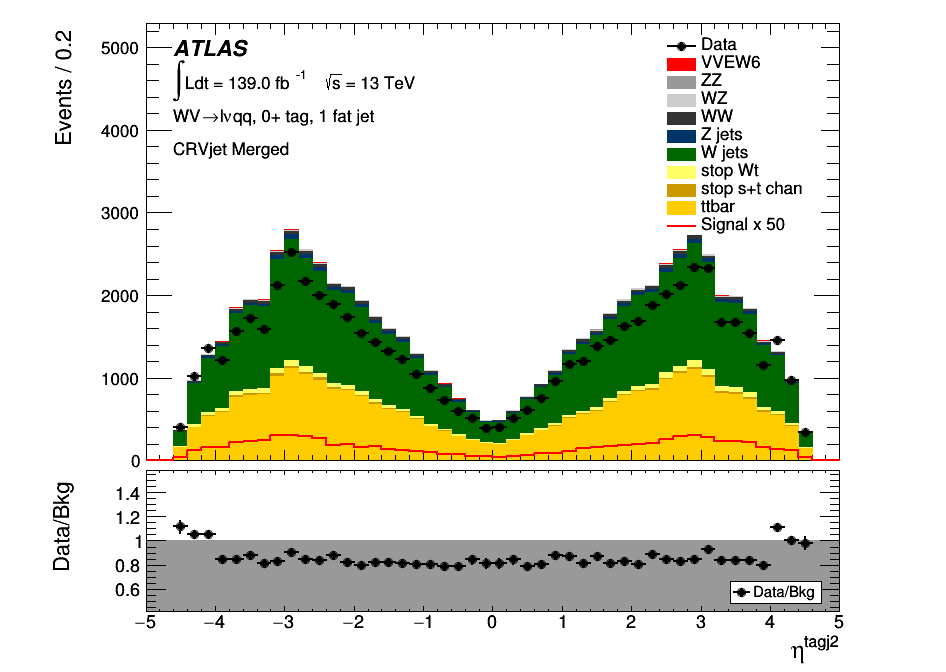 ATLAS
∫Ldt = 139.0 fb⁻¹ √s = 13 TeV
WV→lνqq, 0+ tag, 1 fat jet
CRVjet Merged
Data
VVEW6
ZZ
WZ
WW
Z jets
W jets
stop Wt
stop s+t chan
ttbar
Signal x 50
Events / 0.2
5000
4000
3000
2000
1000
0
Data/Bkg
1.4
1.2
1
0.8
0.6
Data/Bkg
−5 −4 −3 −2 −1 0 1 2 3 4 5
η^tagj2